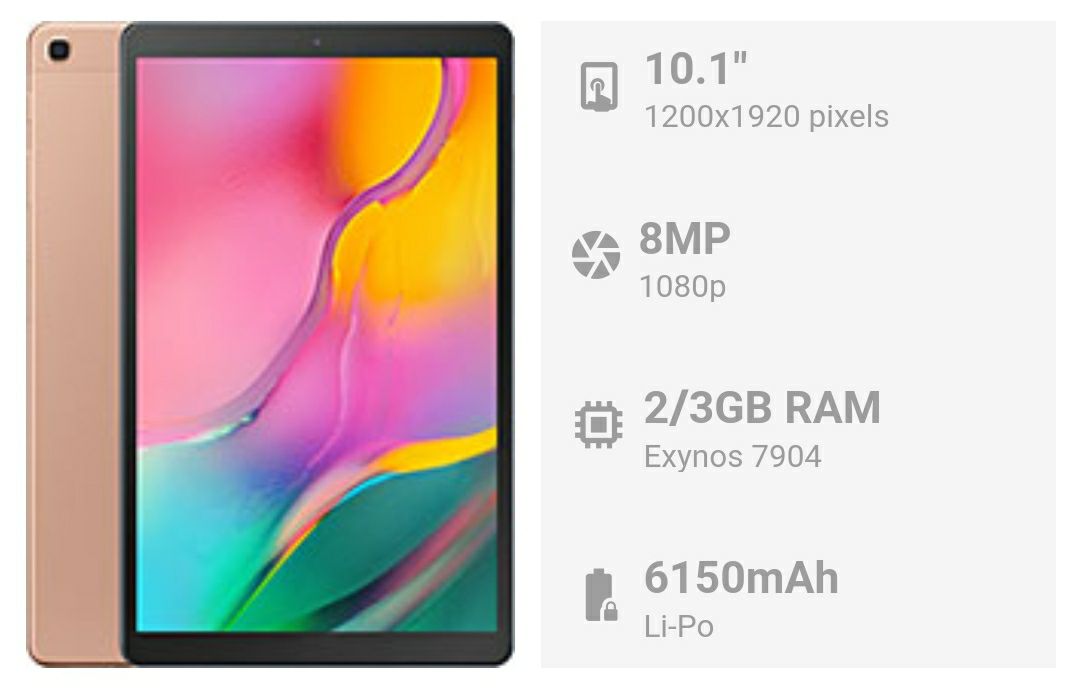 10.1"
1200x1920 pixels
8MP
1080p
2/3GB RAM
Exynos 7904
6150mAh
Li-Po